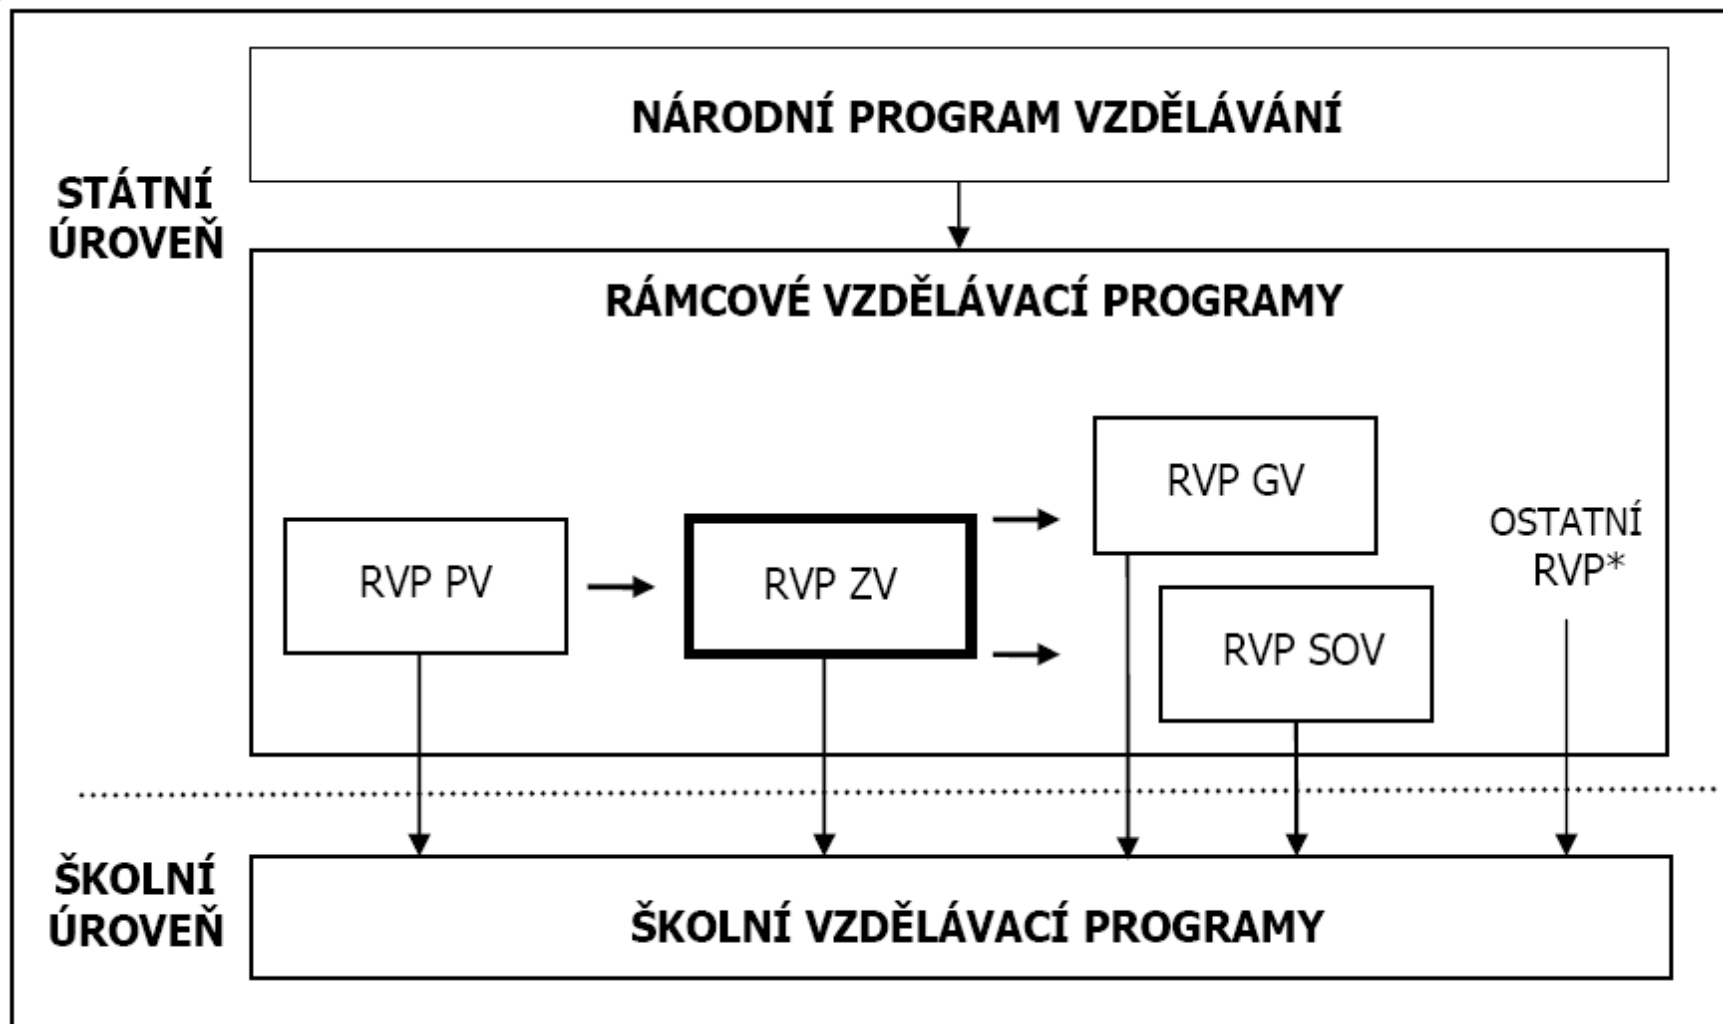 NÁRODNÍ PROGRAM VZDĚLÁVÁNÍ
STÁTNÍ
ÚROVEŇ
RÁMCOVÉ VZDĚLÁVACÍ PROGRAMY
RVP PV
RVP ZV
RVP GV
RVP SOV
OSTATNÍ
RVP*
ŠKOLNÍ
ÚROVEŇ
ŠKOLNÍ VZDĚLÁVACÍ PROGRAMY